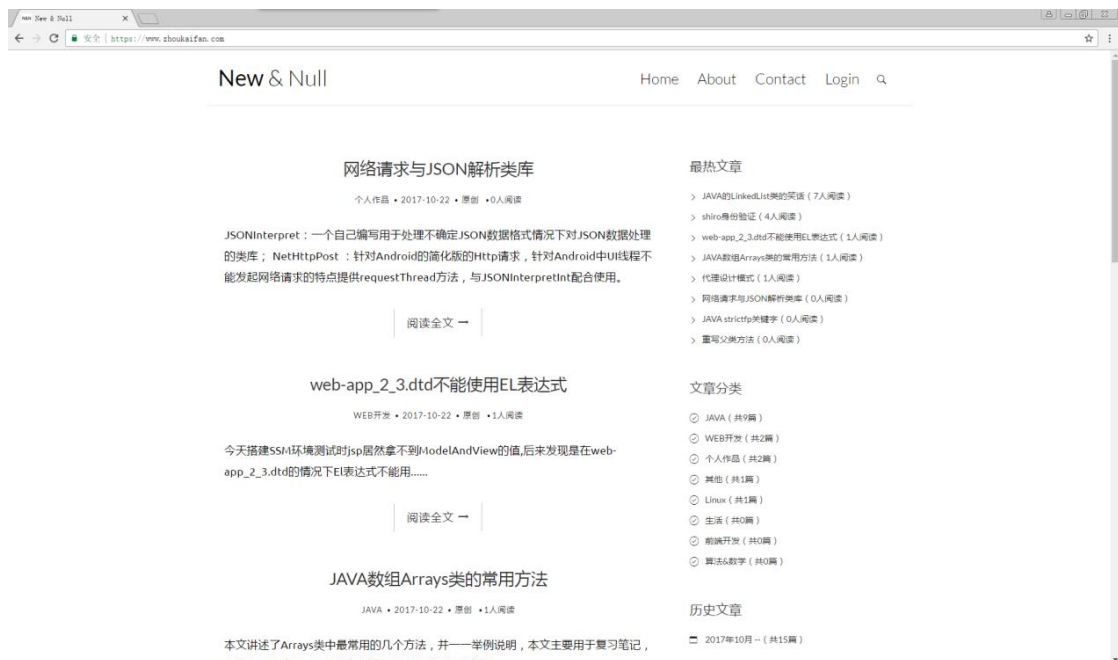 New & Null
安全 | https://www.zhoukaifan.com
New & Null
Home About Contact Login
网络请求与JSON解析类库
个人作品 • 2017-10-22 • 原创 •0人阅读
JSONInterpret：一个自己编写用于处理不确定JSON数据格式情况下对JSON数据处理
的类库； NetHttpPost ：针对Android的简化版的Http请求，针对Android中UI线程不
能发起网络请求的特点提供requestThread方法，与JSONInterpretInt配合使用。
阅读全文 →
web-app_2_3.dtd不能使用EL表达式
WEB开发 • 2017-10-22 • 原创 •1人阅读
今天搭建SSM环境测试时jsp居然拿不到ModelAndView的值,后来发现是在web-
app_2_3.dtd的情况下El表达式不能用......
阅读全文 →
JAVA数组Arrays类的常用方法
JAVA • 2017-10-22 • 原创 •1人阅读
本文讲述了Arrays类中最常用的几个方法，并一一举例说明，本文主要用于复习笔记，
最热文章
JAVA的LinkedList类的笑话（7人阅读）
shiro身份验证（4人阅读）
web-app_2_3.dtd不能使用EL表达式（1人阅读）
JAVA数组Arrays类的常用方法（1人阅读）
代理设计模式（1人阅读）
网络请求与JSON解析类库（0人阅读）
JAVA strictfp关键字（0人阅读）
重写父类方法（0人阅读）
文章分类
JAVA（共9篇）
WEB开发（共2篇）
个人作品（共2篇）
其他（共1篇）
Linux（共1篇）
生活（共0篇）
前端开发（共0篇）
算法&数学（共0篇）
历史文章
2017年10月 --（共15篇）